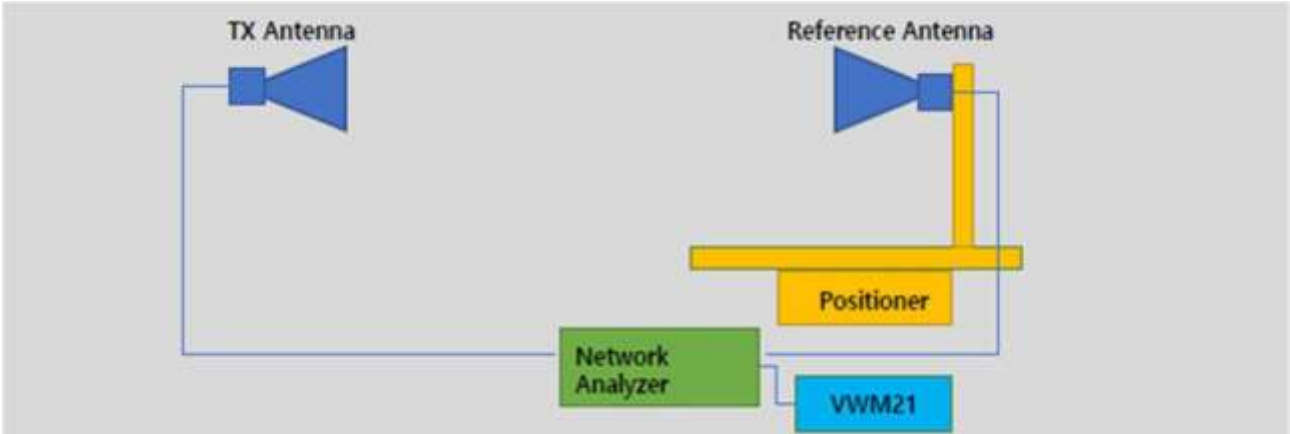 TX Antenna
Reference Antenna
Positioner
Network
Analyzer
VWM21